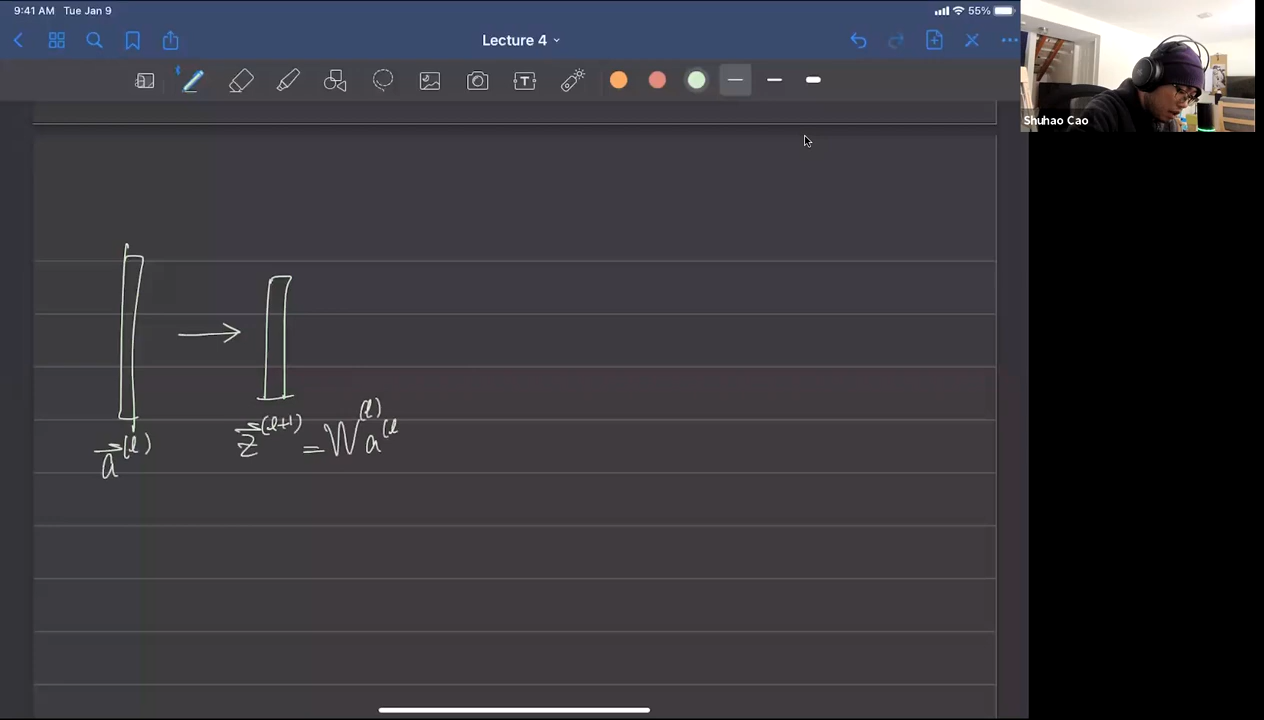 9:41 AM Tue Jan 9
55%
Lecture 4
Shuhao Cao
a⃗^(l)
z⃗^(l+1) = W^(l) a^(l